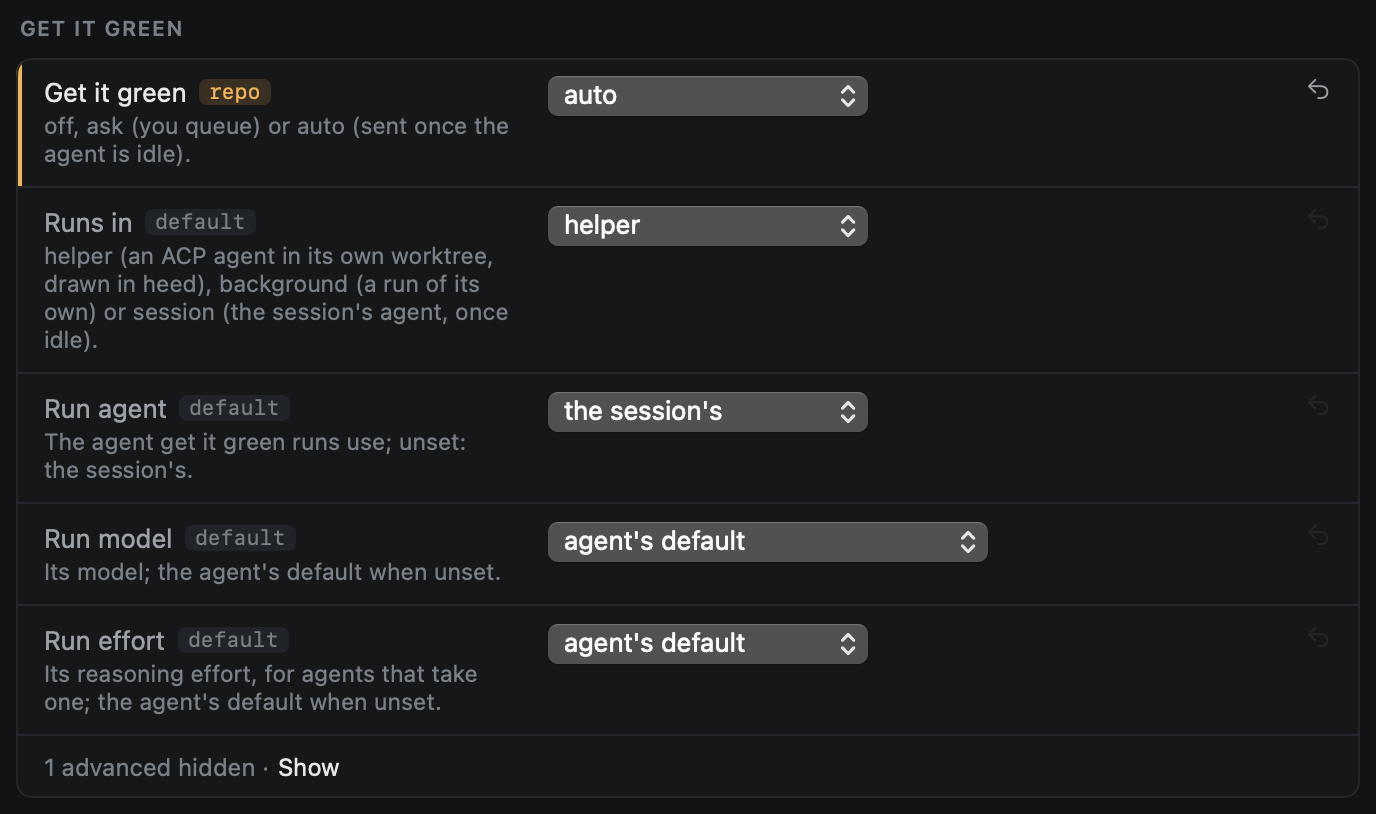 GET IT GREEN
Get it green repo
auto
off, ask (you queue) or auto (sent once the
agent is idle).
Runs in default
helper
helper (an ACP agent in its own worktree,
drawn in heed), background (a run of its
own) or session (the session's agent, once
idle).
Run agent default
the session's
The agent get it green runs use; unset:
the session's.
Run model default
agent's default
Its model; the agent's default when unset.
Run effort default
agent's default
Its reasoning effort, for agents that take
one; the agent's default when unset.
1 advanced hidden · Show